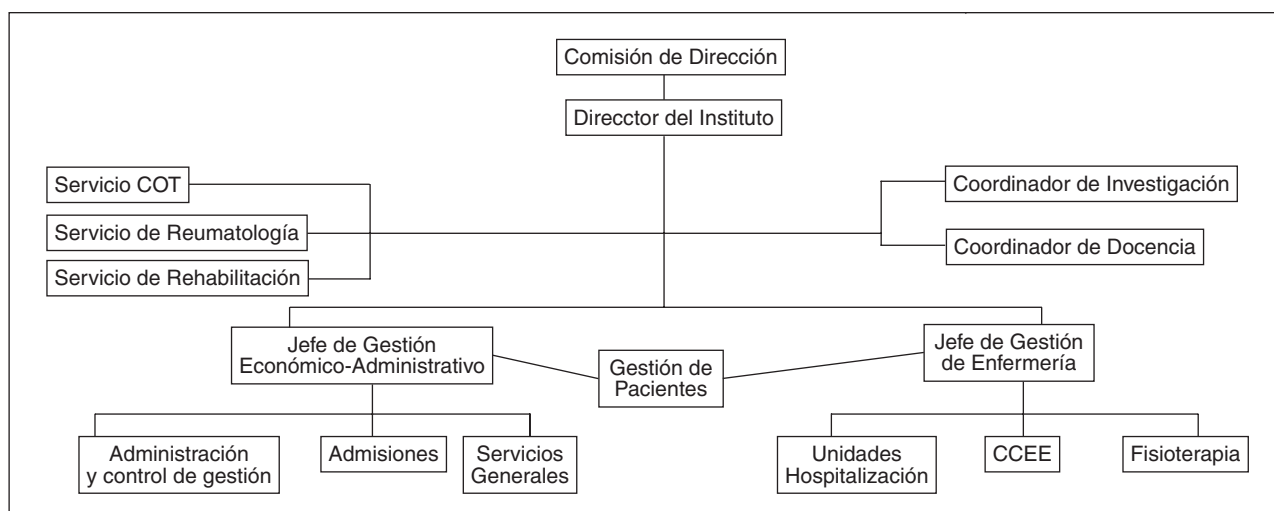 Comisión de Dirección
Direcctor del Instituto
Servicio COT
Servicio de Reumatología
Servicio de Rehabilitación
Coordinador de Investigación
Coordinador de Docencia
Jefe de Gestión
Económico-Administrativo
Gestión de
Pacientes
Jefe de Gestión
de Enfermería
Administración
y control de gestión
Admisiones
Servicios
Generales
Unidades
Hospitalización
CCEE
Fisioterapia